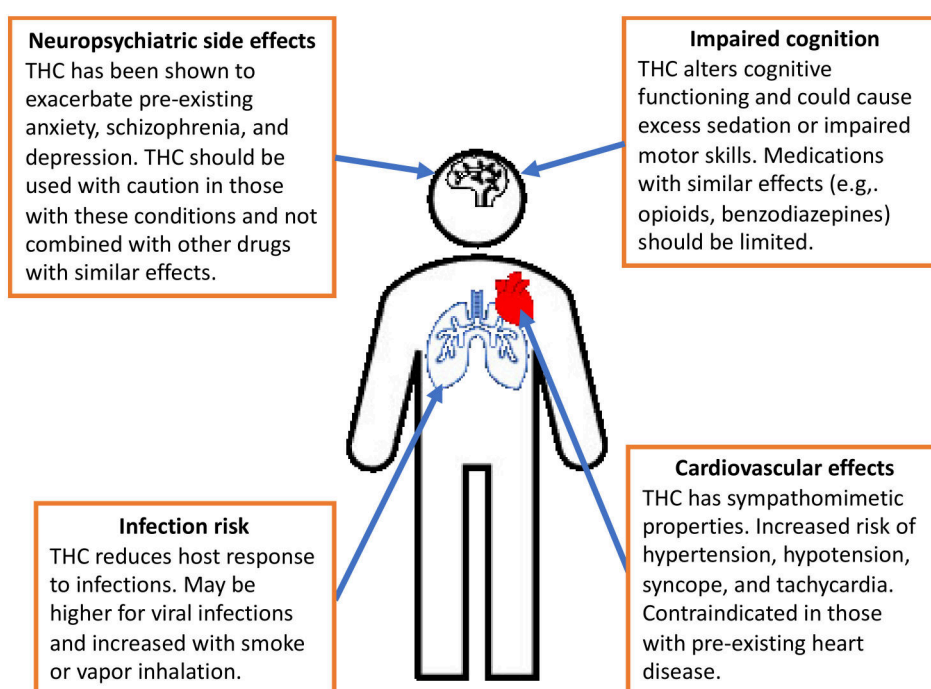 Neuropsychiatric side effects
THC has been shown to
exacerbate pre-existing
anxiety, schizophrenia, and
depression. THC should be
used with caution in those
with these conditions and not
combined with other drugs
with similar effects.
Impaired cognition
THC alters cognitive
functioning and could cause
excess sedation or impaired
motor skills. Medications
with similar effects (e.g,.
opioids, benzodiazepines)
should be limited.
Infection risk
THC reduces host response
to infections. May be
higher for viral infections
and increased with smoke
or vapor inhalation.
Cardiovascular effects
THC has sympathomimetic
properties. Increased risk of
hypertension, hypotension,
syncope, and tachycardia.
Contraindicated in those
with pre-existing heart
disease.